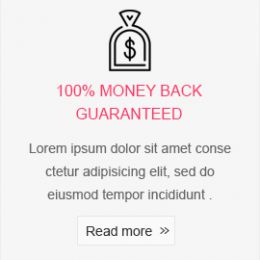 $
100% MONEY BACK
GUARANTEED
Lorem ipsum dolor sit amet conse
ctetur adipisicing elit, sed do
eiusmod tempor incididunt .
Read more »